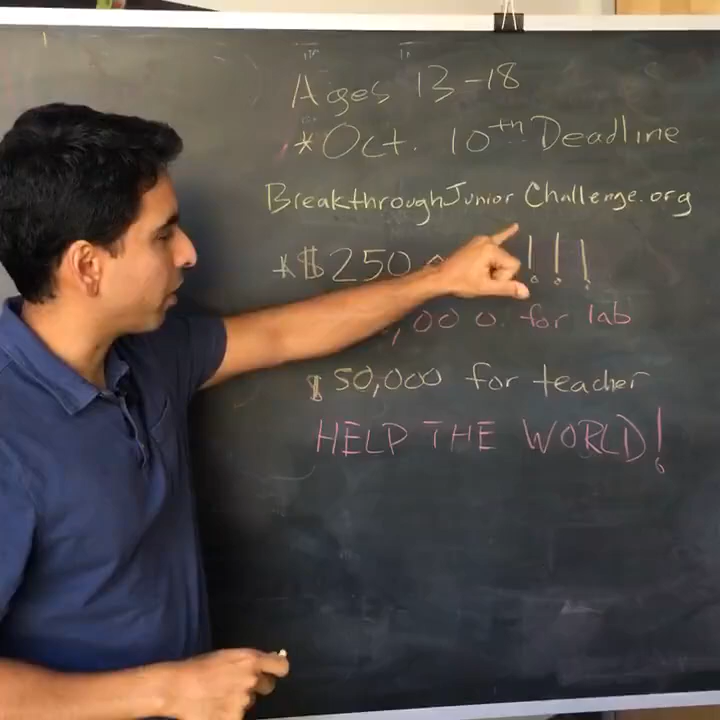 Ages 13-18
*Oct. 10th Deadline
BreakthroughJunior Challenge.org
*$250 !!!
,000 for lab
$50,000 for teacher
HELP THE WORLD!